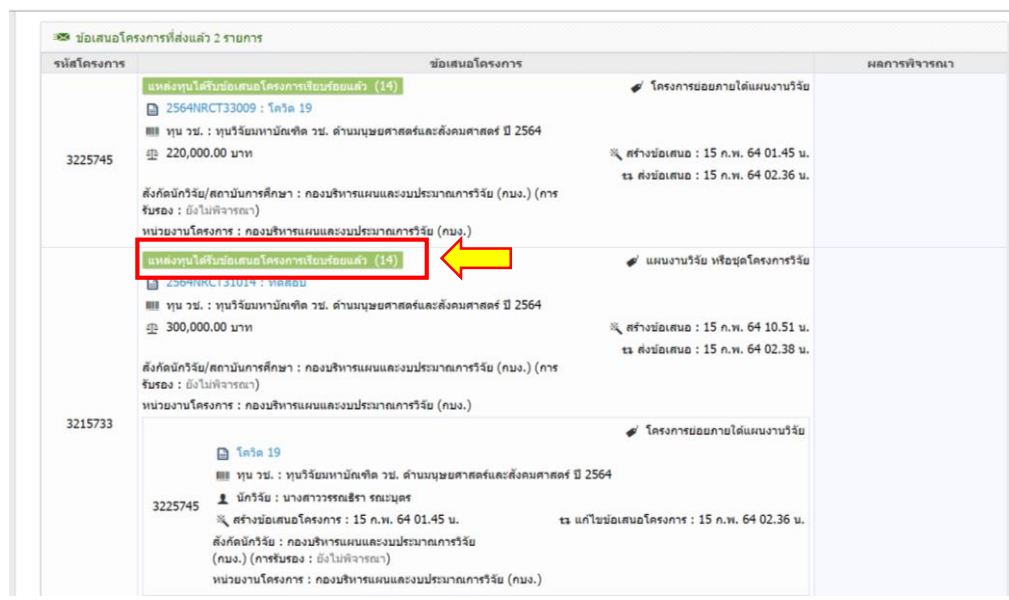 ข้อเสนอโครงการที่ส่งแล้ว 2 รายการ
รหัสโครงการ ข้อเสนอโครงการ ผลการพิจารณา
แหล่งทุนได้รับข้อเสนอโครงการเรียบร้อยแล้ว (14) โครงการย่อยภายใต้แผนงานวิจัย
2564NRCT33009 : โควิด 19
ทุน วช. : ทุนวิจัยมหาบัณฑิต วช. ด้านมนุษยศาสตร์และสังคมศาสตร์ ปี 2564
3225745 220,000.00 บาท สร้างข้อเสนอ : 15 ก.พ. 64 01.45 น.
ส่งข้อเสนอ : 15 ก.พ. 64 02.36 น.
สังกัดนักวิจัย/สถาบันการศึกษา : กองบริหารแผนและงบประมาณการวิจัย (กบง.) (การ
รับรอง : ยังไม่พิจารณา)
หน่วยงานโครงการ : กองบริหารแผนและงบประมาณการวิจัย (กบง.)
แหล่งทุนได้รับข้อเสนอโครงการเรียบร้อยแล้ว (14) แผนงานวิจัย หรือชุดโครงการวิจัย
2564NRCT31014 : ทดสอบ
ทุน วช. : ทุนวิจัยมหาบัณฑิต วช. ด้านมนุษยศาสตร์และสังคมศาสตร์ ปี 2564
300,000.00 บาท สร้างข้อเสนอ : 15 ก.พ. 64 10.51 น.
ส่งข้อเสนอ : 15 ก.พ. 64 02.38 น.
สังกัดนักวิจัย/สถาบันการศึกษา : กองบริหารแผนและงบประมาณการวิจัย (กบง.) (การ
รับรอง : ยังไม่พิจารณา)
หน่วยงานโครงการ : กองบริหารแผนและงบประมาณการวิจัย (กบง.)
3215733
โครงการย่อยภายใต้แผนงานวิจัย
โควิด 19
ทุน วช. : ทุนวิจัยมหาบัณฑิต วช. ด้านมนุษยศาสตร์และสังคมศาสตร์ ปี 2564
3225745 นักวิจัย : นางสาววรรณธิรา รณะบุตร
สร้างข้อเสนอโครงการ : 15 ก.พ. 64 01.45 น. แก้ไขข้อเสนอโครงการ : 15 ก.พ. 64 02.36 น.
สังกัดนักวิจัย : กองบริหารแผนและงบประมาณการวิจัย
(กบง.) (การรับรอง : ยังไม่พิจารณา)
หน่วยงานโครงการ : กองบริหารแผนและงบประมาณการวิจัย (กบง.)